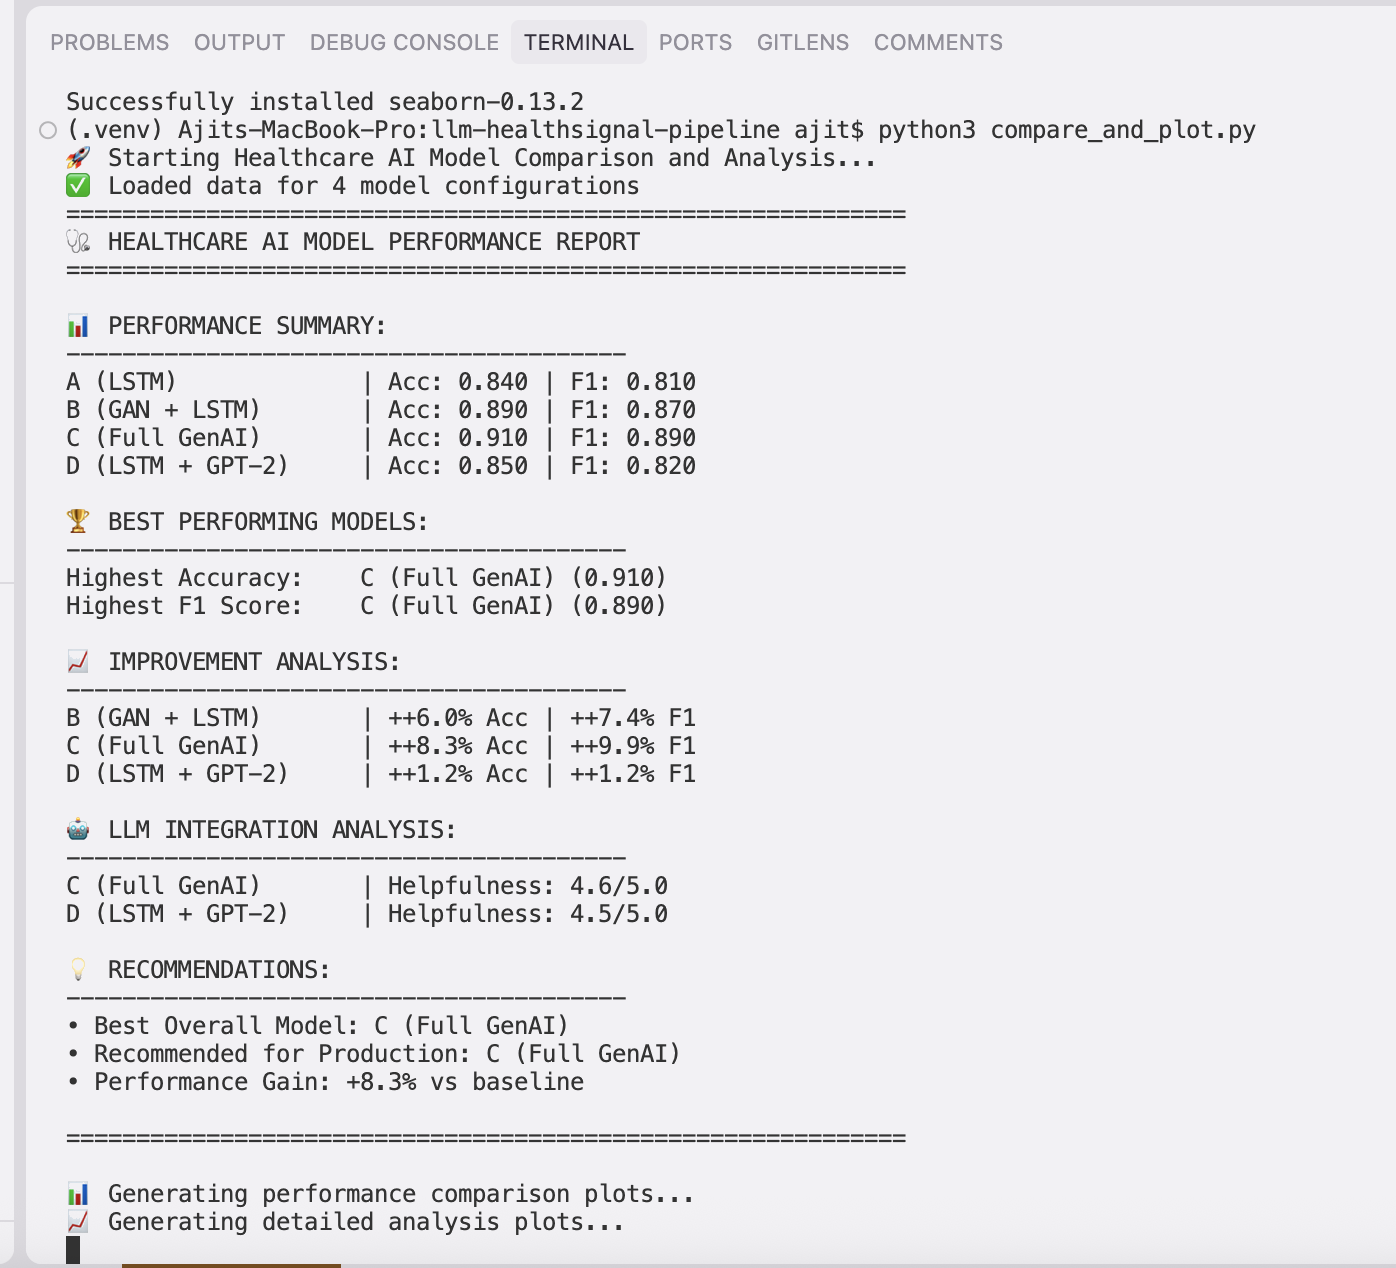 PROBLEMS OUTPUT DEBUG CONSOLE TERMINAL PORTS GITLENS COMMENTS
Successfully installed seaborn-0.13.2
(.venv) Ajits-MacBook-Pro:llm-healthsignal-pipeline ajit$ python3 compare_and_plot.py
🚀 Starting Healthcare AI Model Comparison and Analysis...
✅ Loaded data for 4 model configurations
============================================================
🩺 HEALTHCARE AI MODEL PERFORMANCE REPORT
============================================================
📊 PERFORMANCE SUMMARY:
----------------------------------------
A (LSTM) | Acc: 0.840 | F1: 0.810
B (GAN + LSTM) | Acc: 0.890 | F1: 0.870
C (Full GenAI) | Acc: 0.910 | F1: 0.890
D (LSTM + GPT-2) | Acc: 0.850 | F1: 0.820
🏆 BEST PERFORMING MODELS:
----------------------------------------
Highest Accuracy: C (Full GenAI) (0.910)
Highest F1 Score: C (Full GenAI) (0.890)
📈 IMPROVEMENT ANALYSIS:
----------------------------------------
B (GAN + LSTM) | ++6.0% Acc | ++7.4% F1
C (Full GenAI) | ++8.3% Acc | ++9.9% F1
D (LSTM + GPT-2) | ++1.2% Acc | ++1.2% F1
🤖 LLM INTEGRATION ANALYSIS:
----------------------------------------
C (Full GenAI) | Helpfulness: 4.6/5.0
D (LSTM + GPT-2) | Helpfulness: 4.5/5.0
💡 RECOMMENDATIONS:
----------------------------------------
• Best Overall Model: C (Full GenAI)
• Recommended for Production: C (Full GenAI)
• Performance Gain: +8.3% vs baseline
============================================================
📊 Generating performance comparison plots...
📈 Generating detailed analysis plots...